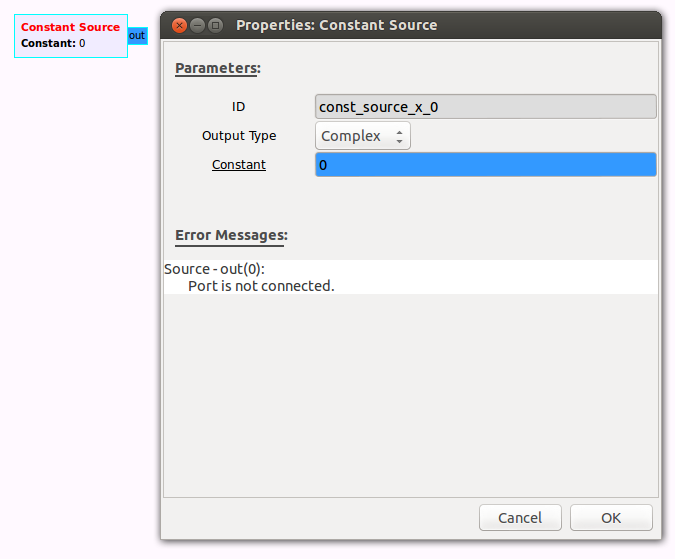 Constant Source
Constant: 0
out
Properties: Constant Source
Parameters:
ID
const_source_x_0
Output Type
Complex
Constant
0
Error Messages:
Source - out(0):
Port is not connected.
Cancel
OK